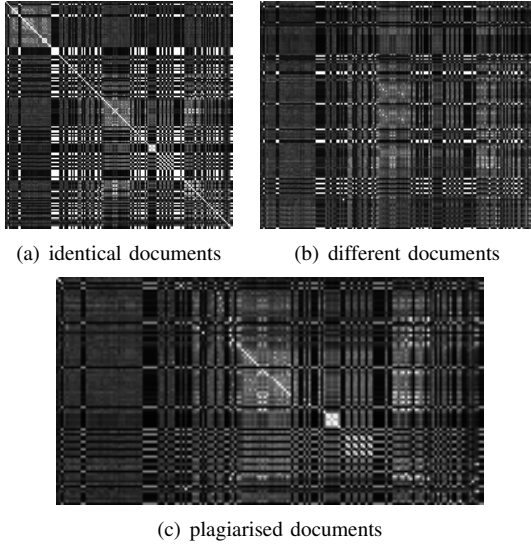 (a) identical documents
(b) different documents
(c) plagiarised documents